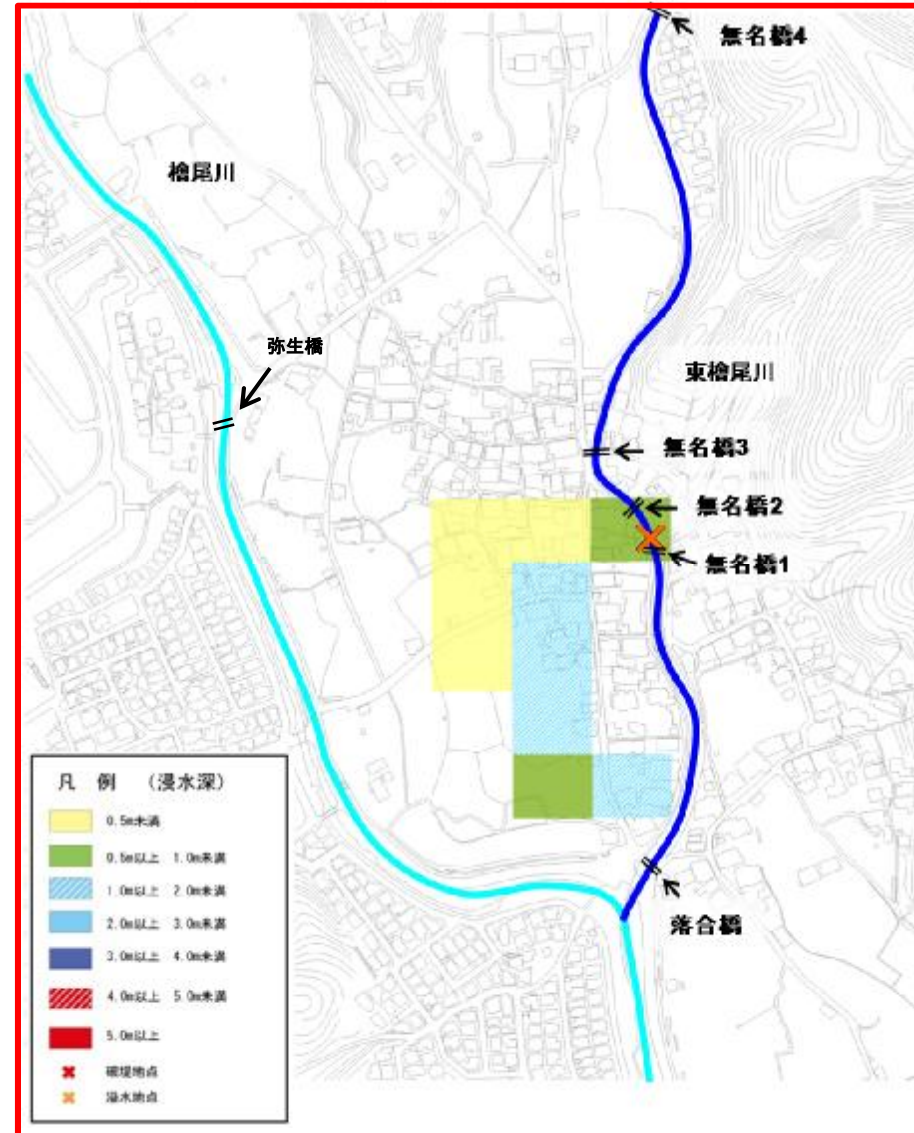 無名橋4
檜尾川
弥生橋
東檜尾川
無名橋3
無名橋2
無名橋1
落合橋
凡 例 (浸水深)
0.5m未満
0.5m以上 1.0m未満
1.0m以上 2.0m未満
2.0m以上 3.0m未満
3.0m以上 4.0m未満
4.0m以上 5.0m未満
5.0m以上
破堤地点
溢水地点